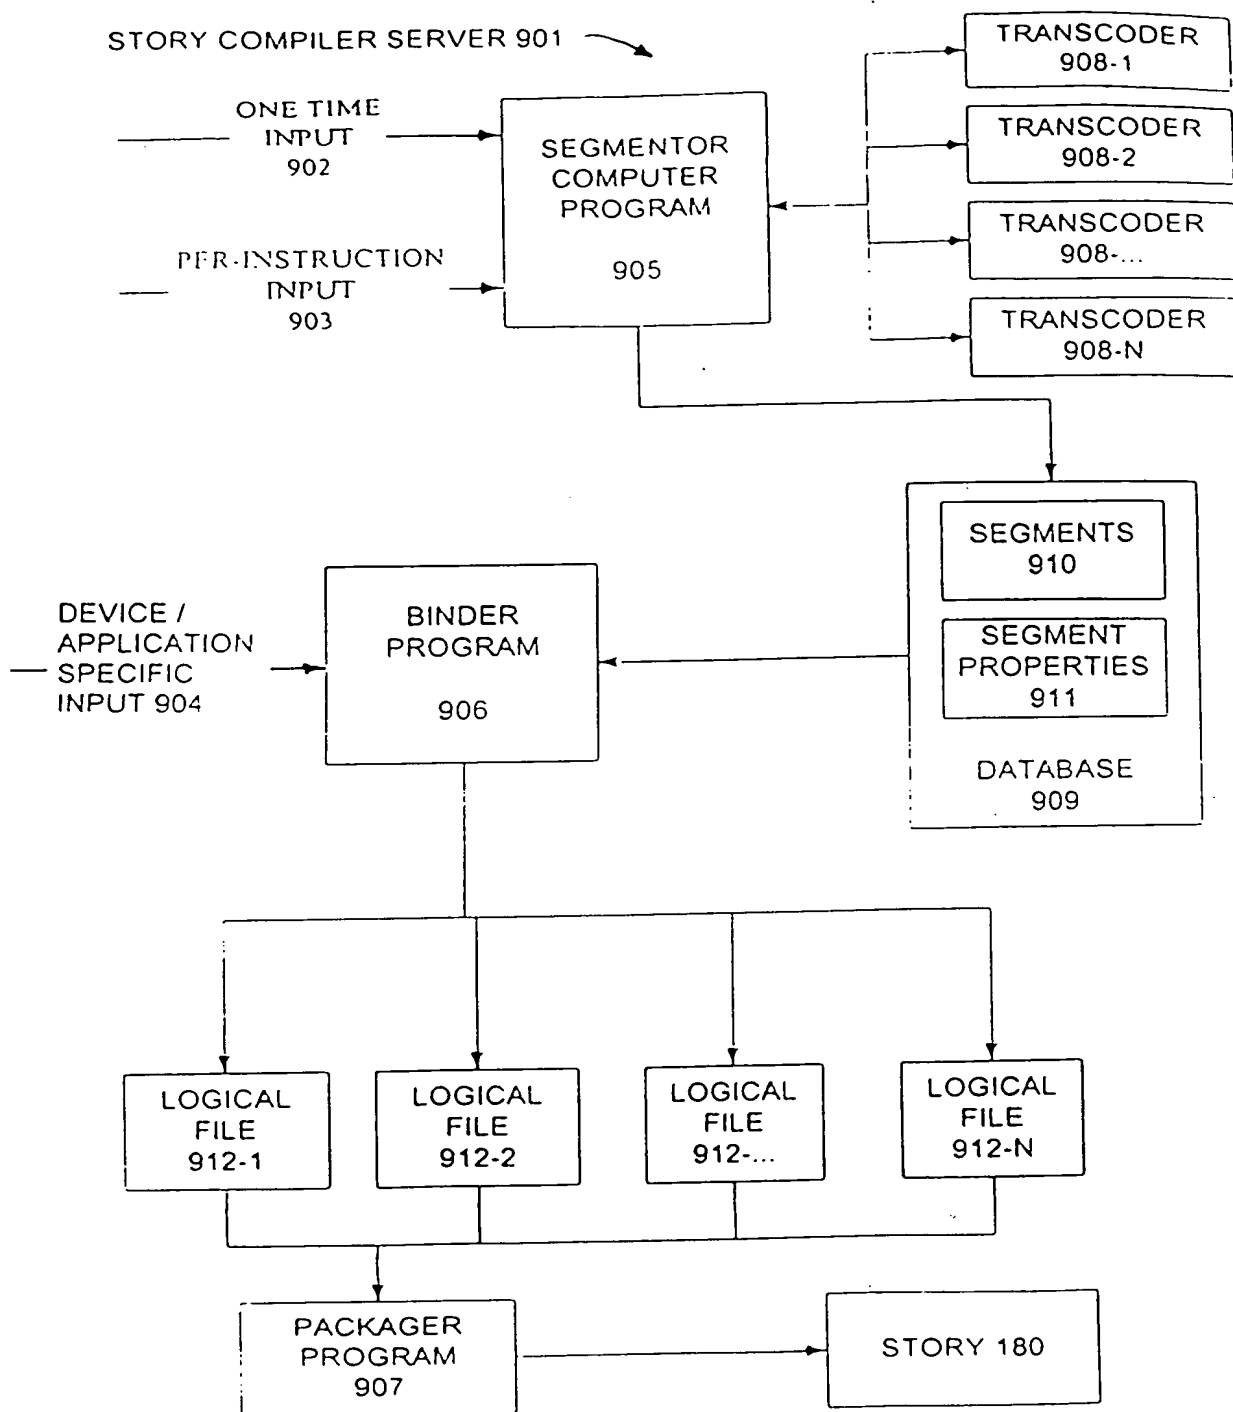 STORY COMPILER SERVER 901
ONE TIME
INPUT
902
PER-INSTRUCTION
INPUT
903
SEGMENTOR
COMPUTER
PROGRAM
905
TRANSCODER
908-1
TRANSCODER
908-2
TRANSCODER
908-...
TRANSCODER
908-N
SEGMENTS
910
SEGMENT
PROPERTIES
911
DATABASE
909
DEVICE /
APPLICATION
SPECIFIC
INPUT 904
BINDER
PROGRAM
906
LOGICAL
FILE
912-1
LOGICAL
FILE
912-2
LOGICAL
FILE
912-...
LOGICAL
FILE
912-N
PACKAGER
PROGRAM
907
STORY 180